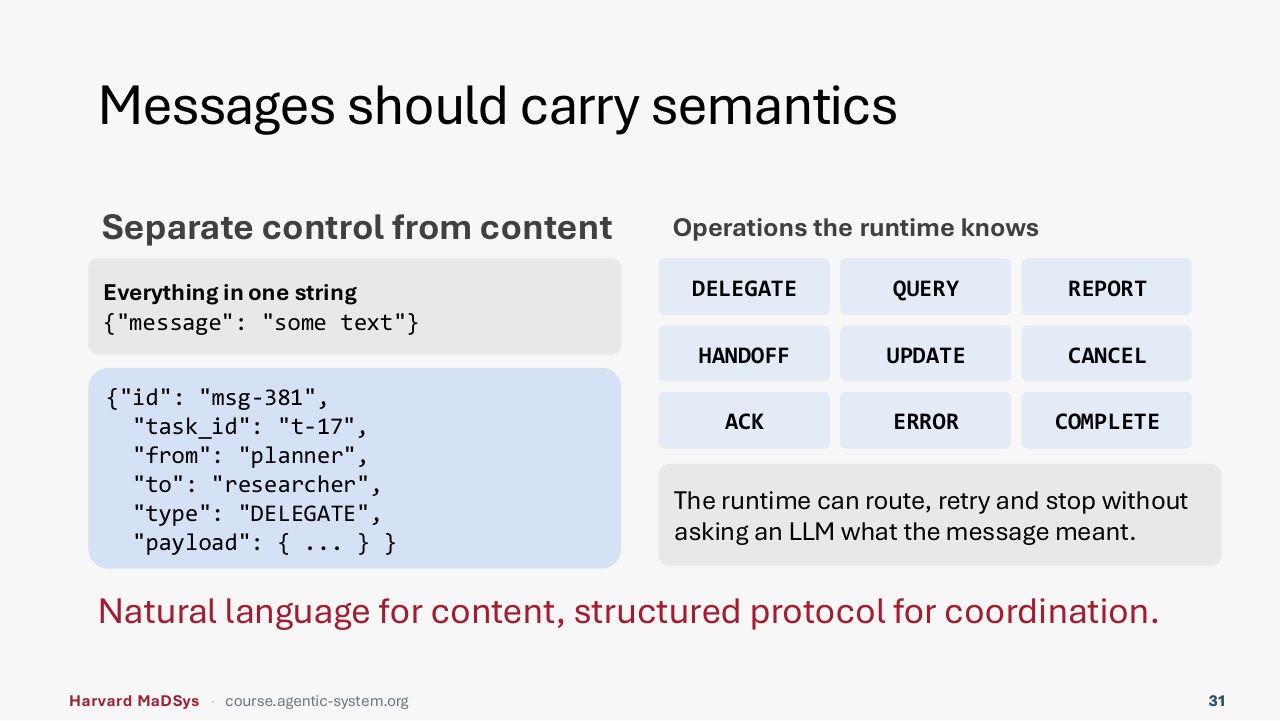 Messages should carry semantics
Separate control from content
Everything in one string
{"message": "some text"}
{"id": "msg-381",
"task_id": "t-17",
"from": "planner",
"to": "researcher",
"type": "DELEGATE",
"payload": { ... } }
Operations the runtime knows
DELEGATE QUERY REPORT
HANDOFF UPDATE CANCEL
ACK ERROR COMPLETE
The runtime can route, retry and stop without
asking an LLM what the message meant.
Natural language for content, structured protocol for coordination.
Harvard MaDSys · course.agentic-system.org 31